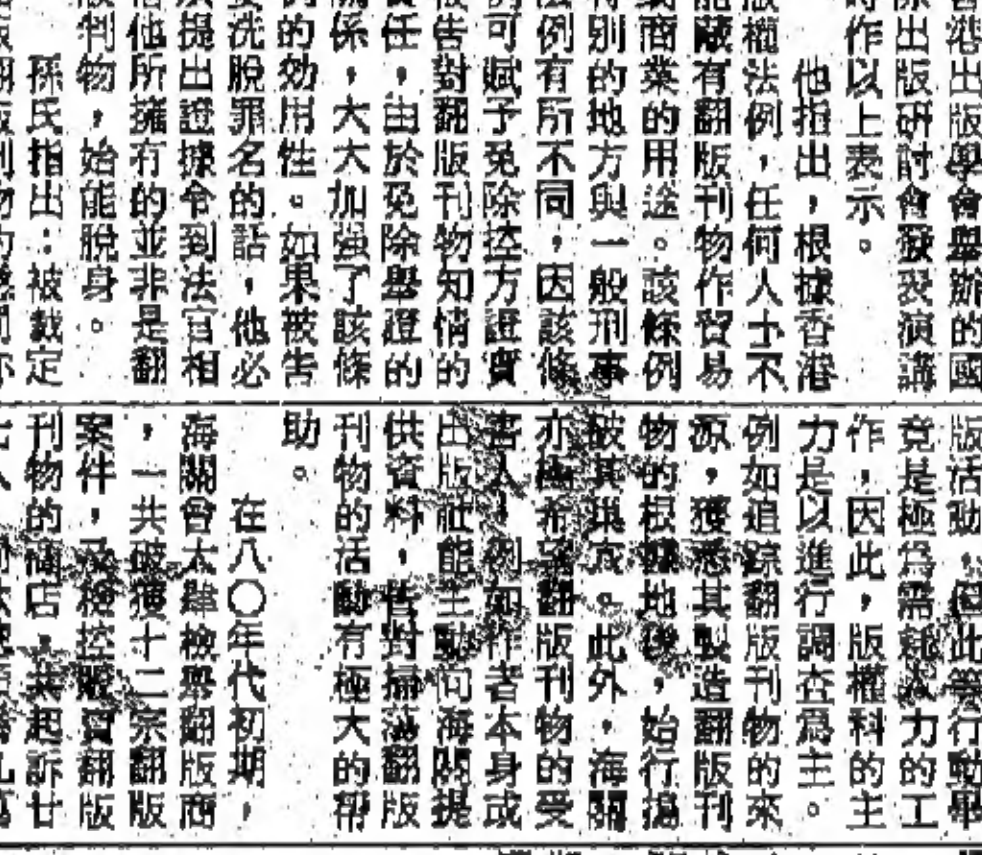 香港出版學會舉辦的國
際出版研討會發表演講
時作以上表示。
他指出，根據香港
版權法例，任何人士不
能藏有翻版刊物作貿易
或商業的用途。該條例
特別的地方與一般刑事
法例有所不同，因該條
例可賦予免除控方證實
被告對翻版刊物知情的
責任，由於免除舉證的
關係，大大加強了該條
例的効用性。如果被告
要洗脫罪名的話，他必
須提出證據令到法官相
信他所擁有的並非是翻
版判物，始能脫身。
孫氏指出：被裁定
版活動，但此等行動畢
竟是極為需耗人力的工
作，因此，版權科的主
力是以進行調查為主。
例如追踪翻版刊物的來
源，獲悉其製造翻版刊
物的根據地後，始行搗
破其巢穴。此外，海關
亦極希望翻版刊物的受
害人！例如作者本身或
出版社能主動向海關提
供資料，皆對掃蕩翻版
刊物的活動有極大的幫
助。
在八〇年代初期，
海關曾大肆檢舉翻版商
，一共破獲十二宗翻版
案件，及檢控販賣翻版
刊物的商店，共起訴廿